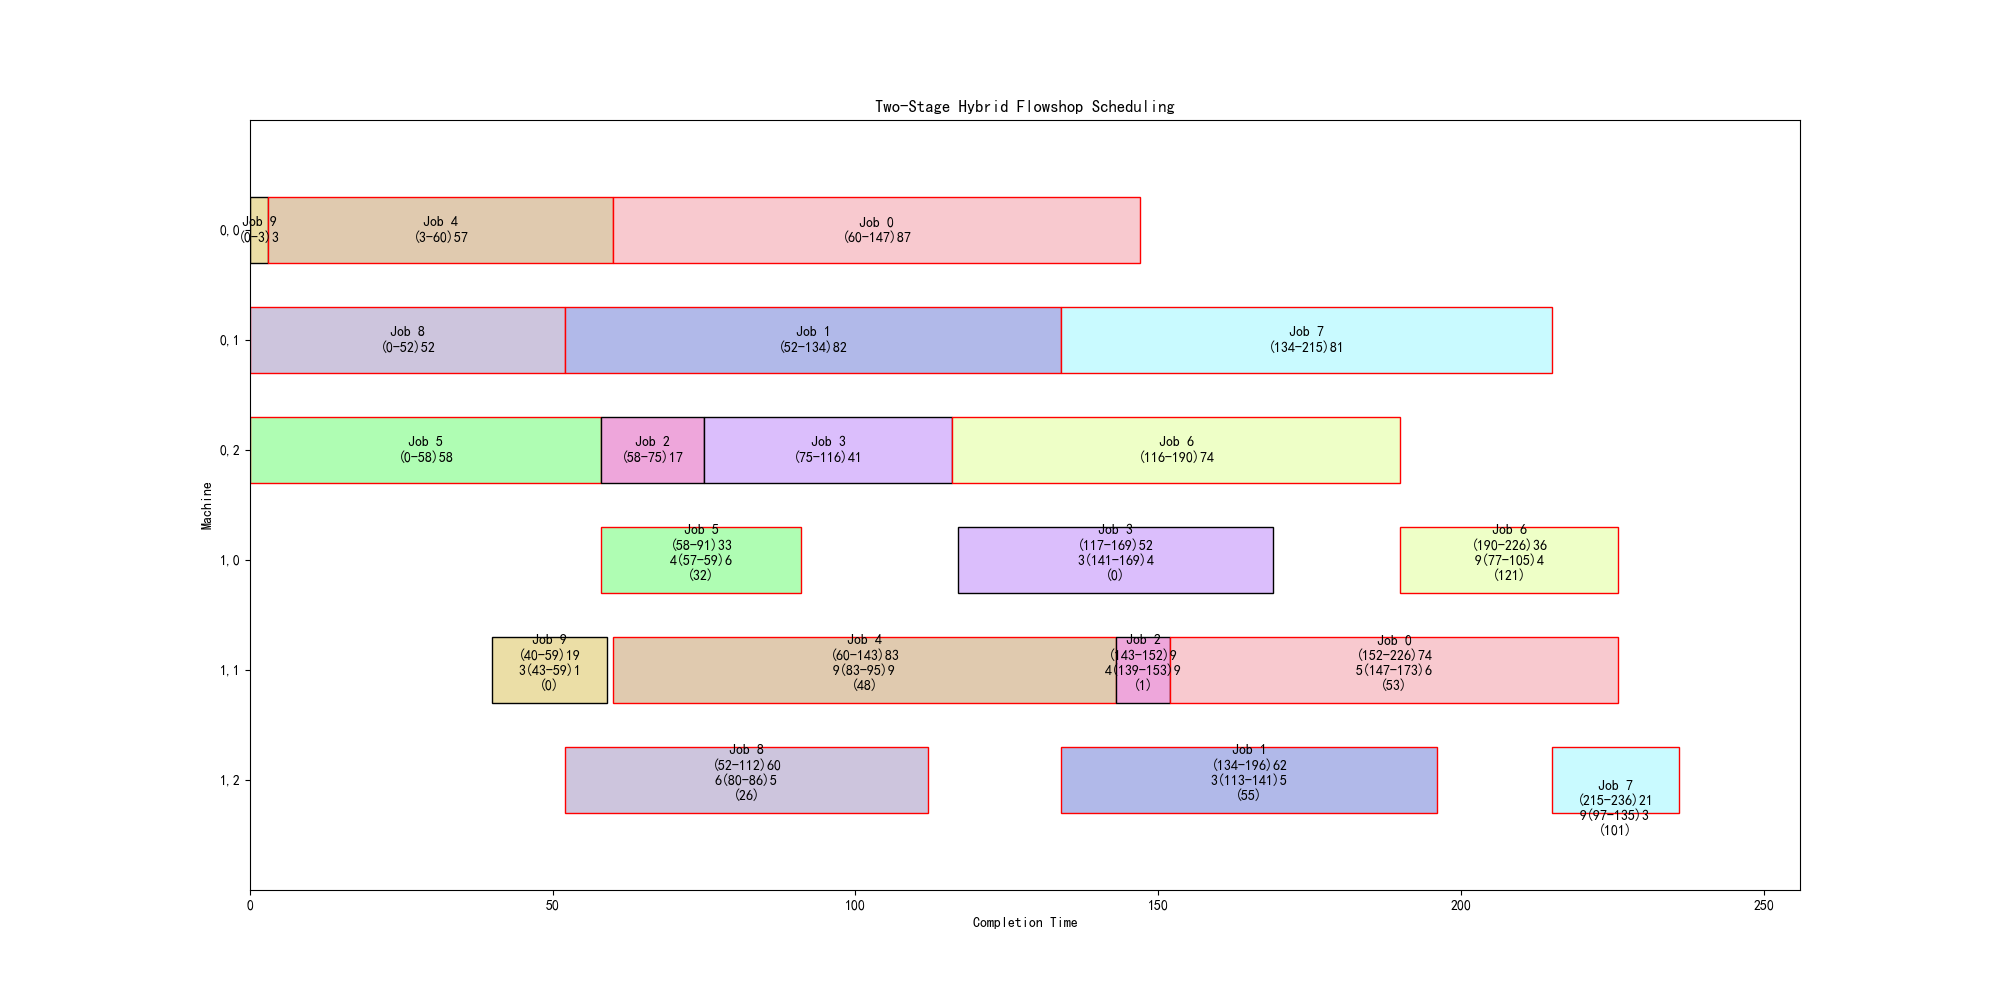 Two-Stage Hybrid Flowshop Scheduling
0,0
Job 9
(0-3)3
Job 4
(3-60)57
Job 0
(60-147)87
0,1
Job 8
(0-52)52
Job 1
(52-134)82
Job 7
(134-215)81
0,2
Job 5
(0-58)58
Job 2
(58-75)17
Job 3
(75-116)41
Job 6
(116-190)74
Machine
1,0
Job 5
(58-91)33
4(57-59)6
(32)
Job 3
(117-169)52
3(141-169)4
(0)
Job 6
(190-226)36
9(77-105)4
(121)
1,1
Job 9
(40-59)19
3(43-59)1
(0)
Job 4
(60-143)83
9(83-95)9
(48)
Job 2
(143-152)9
4(139-153)9
(1)
Job 0
(152-226)74
5(147-173)6
(53)
1,2
Job 8
(52-112)60
6(80-86)5
(26)
Job 1
(134-196)62
3(113-141)5
(55)
Job 7
(215-236)21
9(97-135)3
(101)
0
50
100
150
200
250
Completion Time